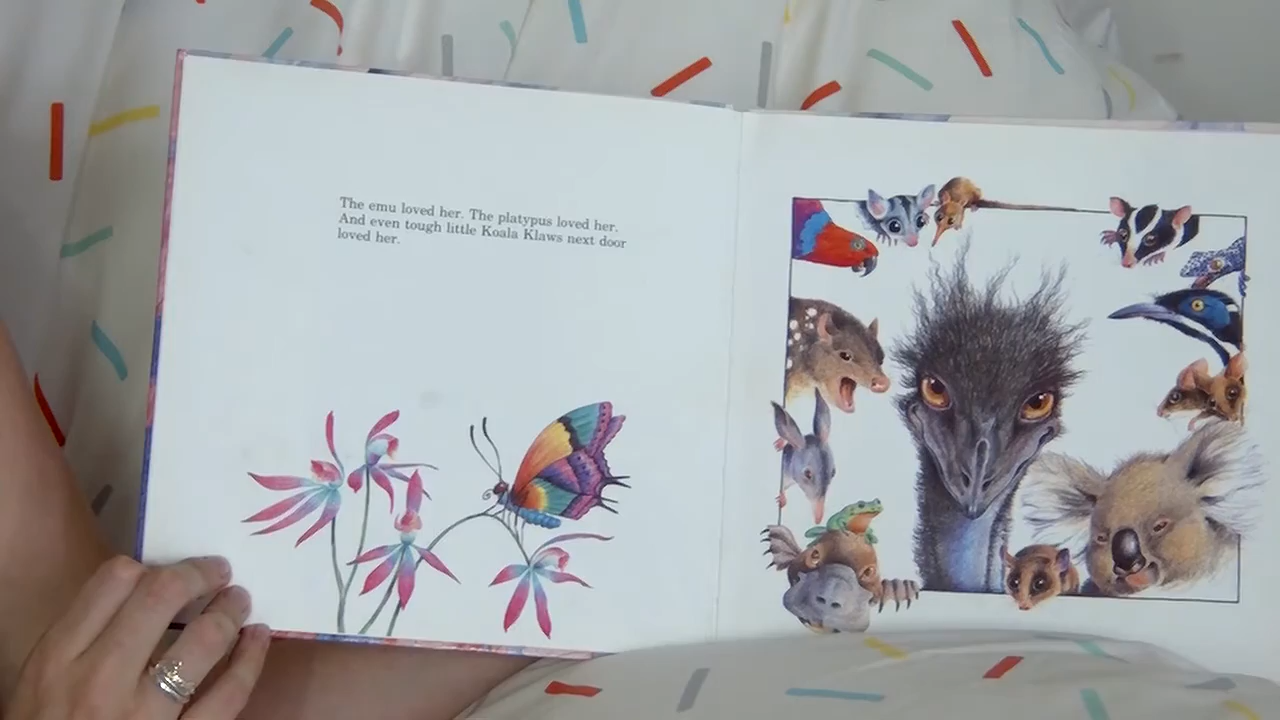 The emu loved her. The platypus loved her.
And even tough little Koala Klaws next door
loved her.